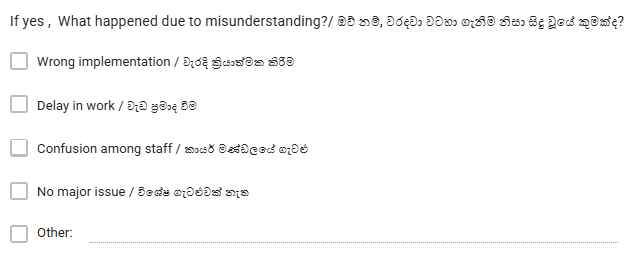 If yes , What happened due to misunderstanding?/ ඔව් නම්, වරදවා වටහා ගැනීම නිසා සිදු වූයේ කුමක්ද?
Wrong implementation / වැරදි ක්‍රියාත්මක කිරීම
Delay in work / වැඩ ප්‍රමාද වීම
Confusion among staff / කාර්ය මණ්ඩලයේ ගැටළු
No major issue / විශේෂ ගැටළුවක් නැත
Other: